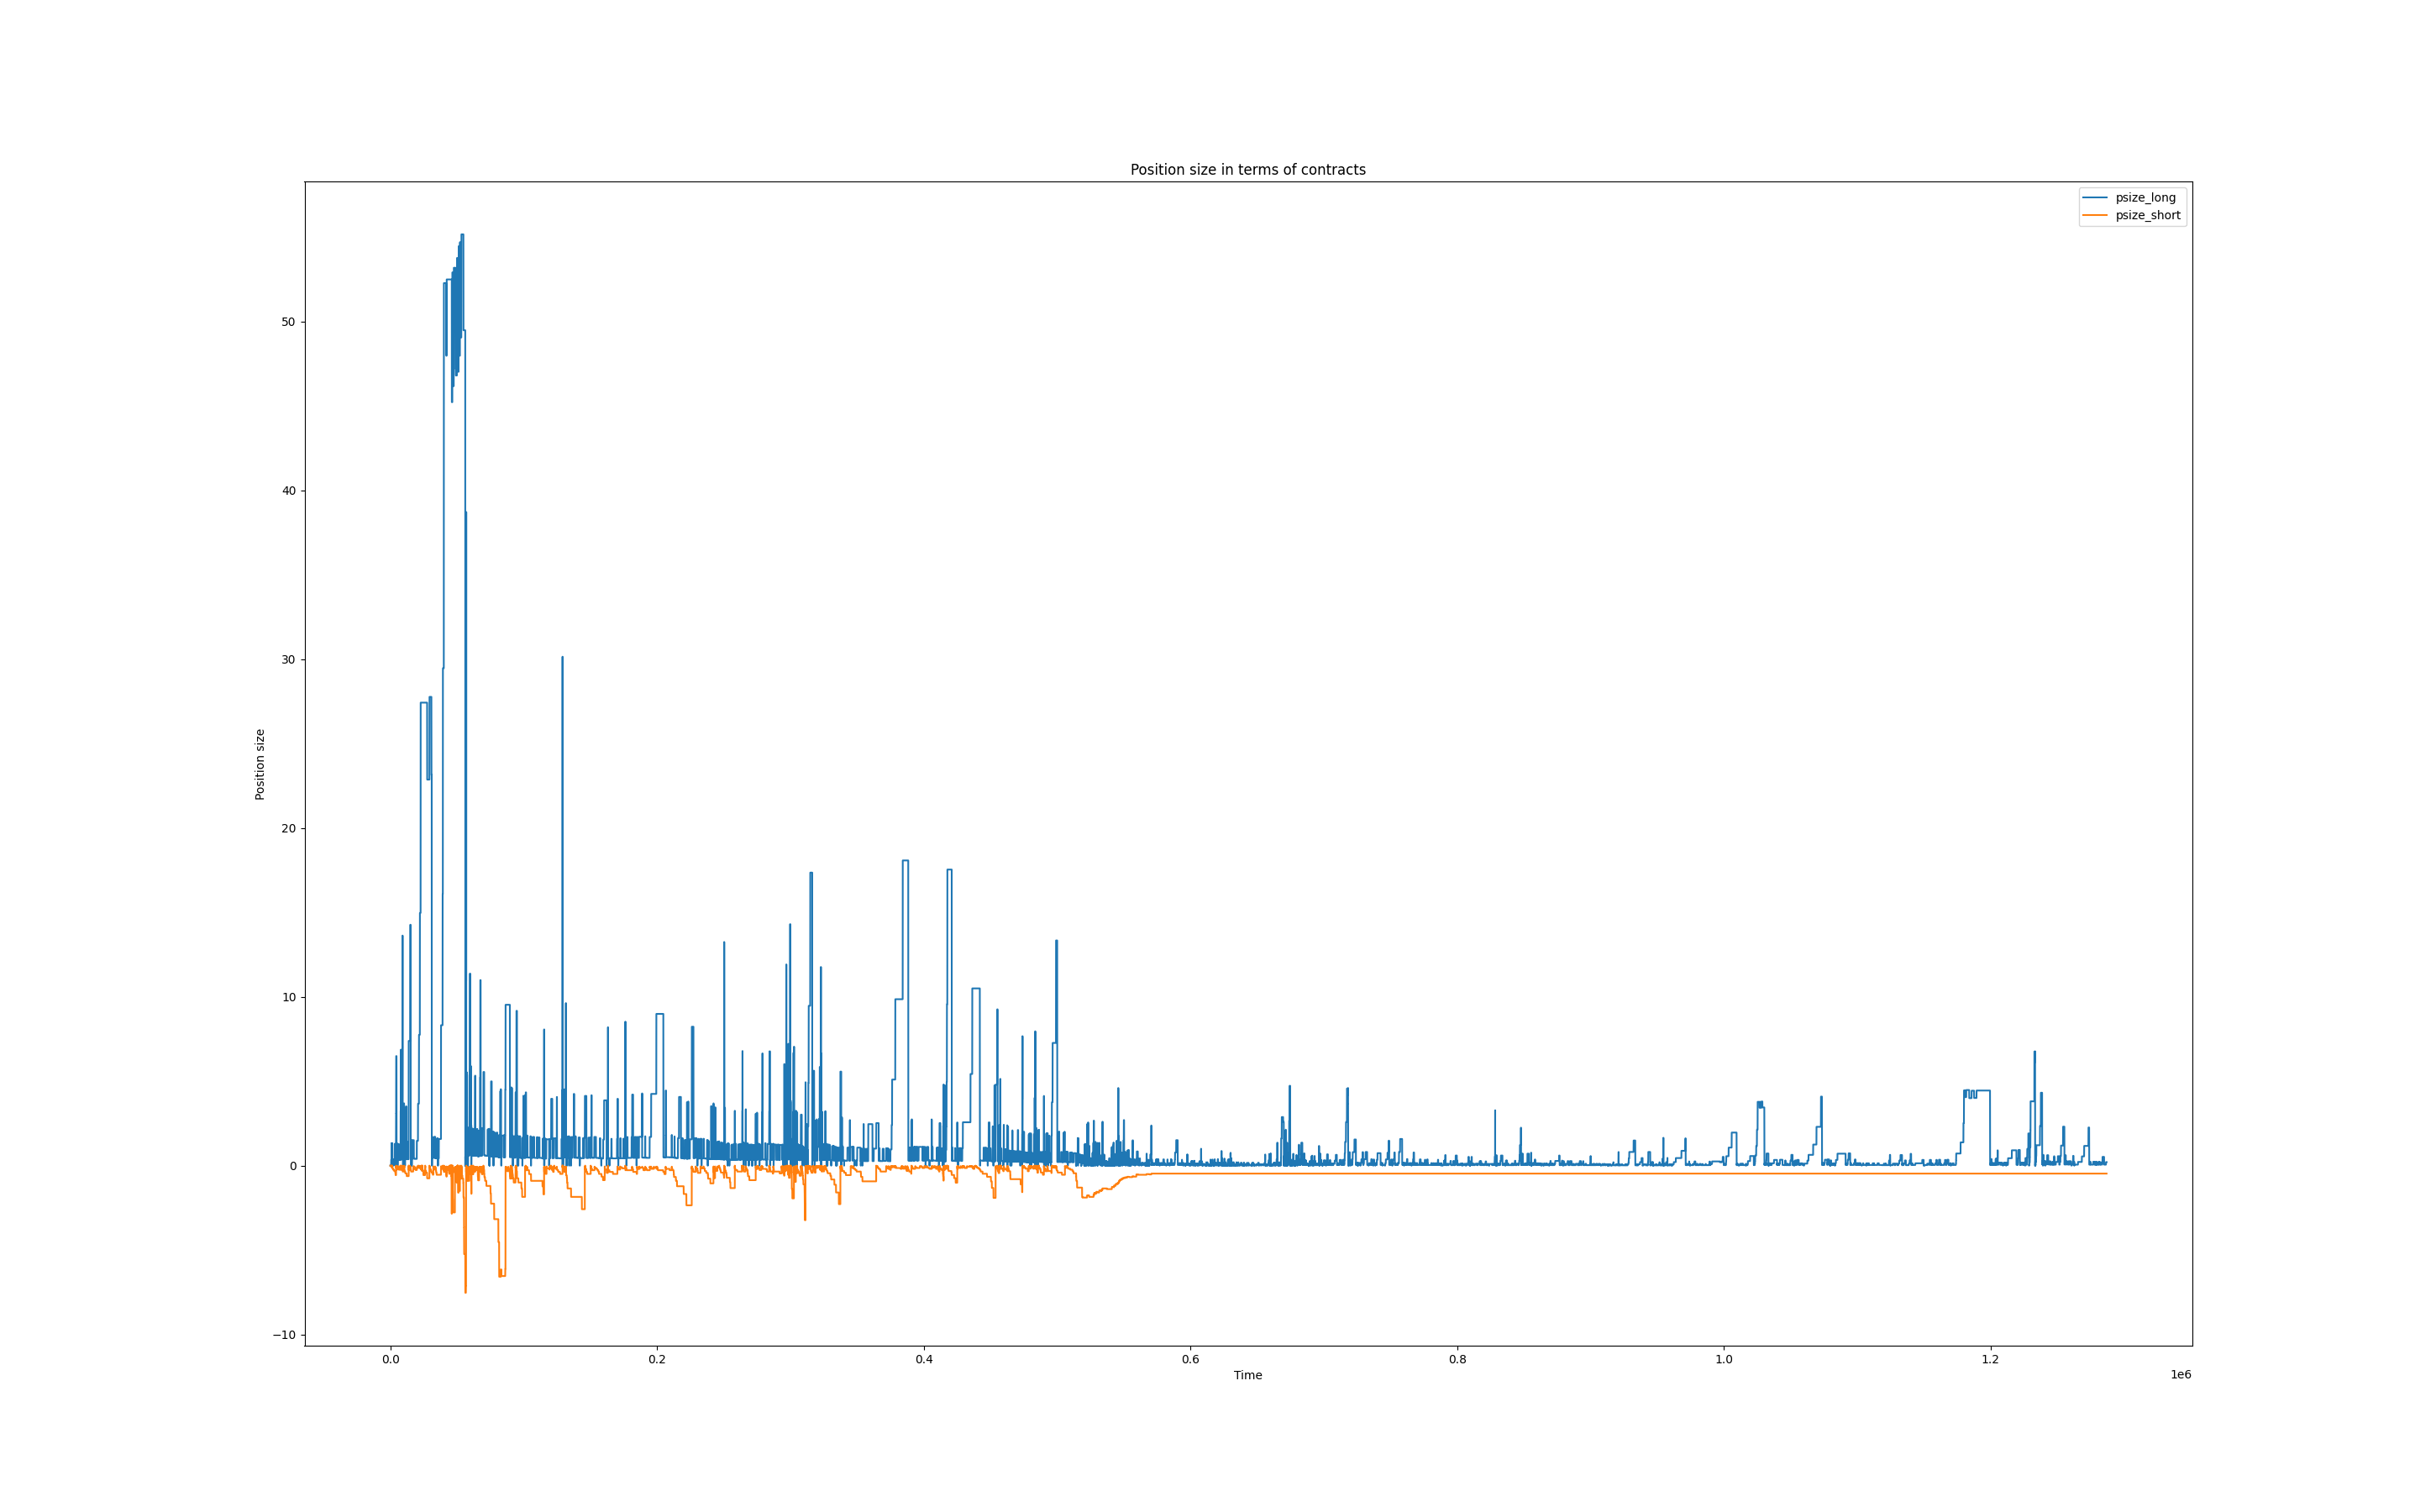 Position size in terms of contracts
psize_long
psize_short
Position size
50
40
30
20
10
0
−10
0.0
0.2
0.4
0.6
0.8
1.0
1.2
1e6
Time